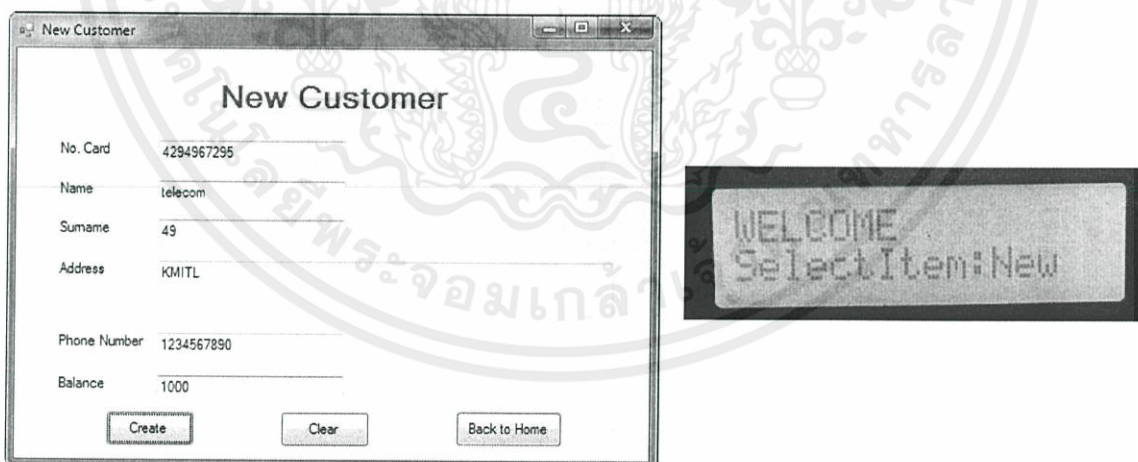 New Customer
New Customer
No. Card 4294967295
Name telecom
Surname 49
Address KMITL
Phone Number 1234567890
Balance 1000
Create Clear Back to Home
WELCOME
SelectItem:New